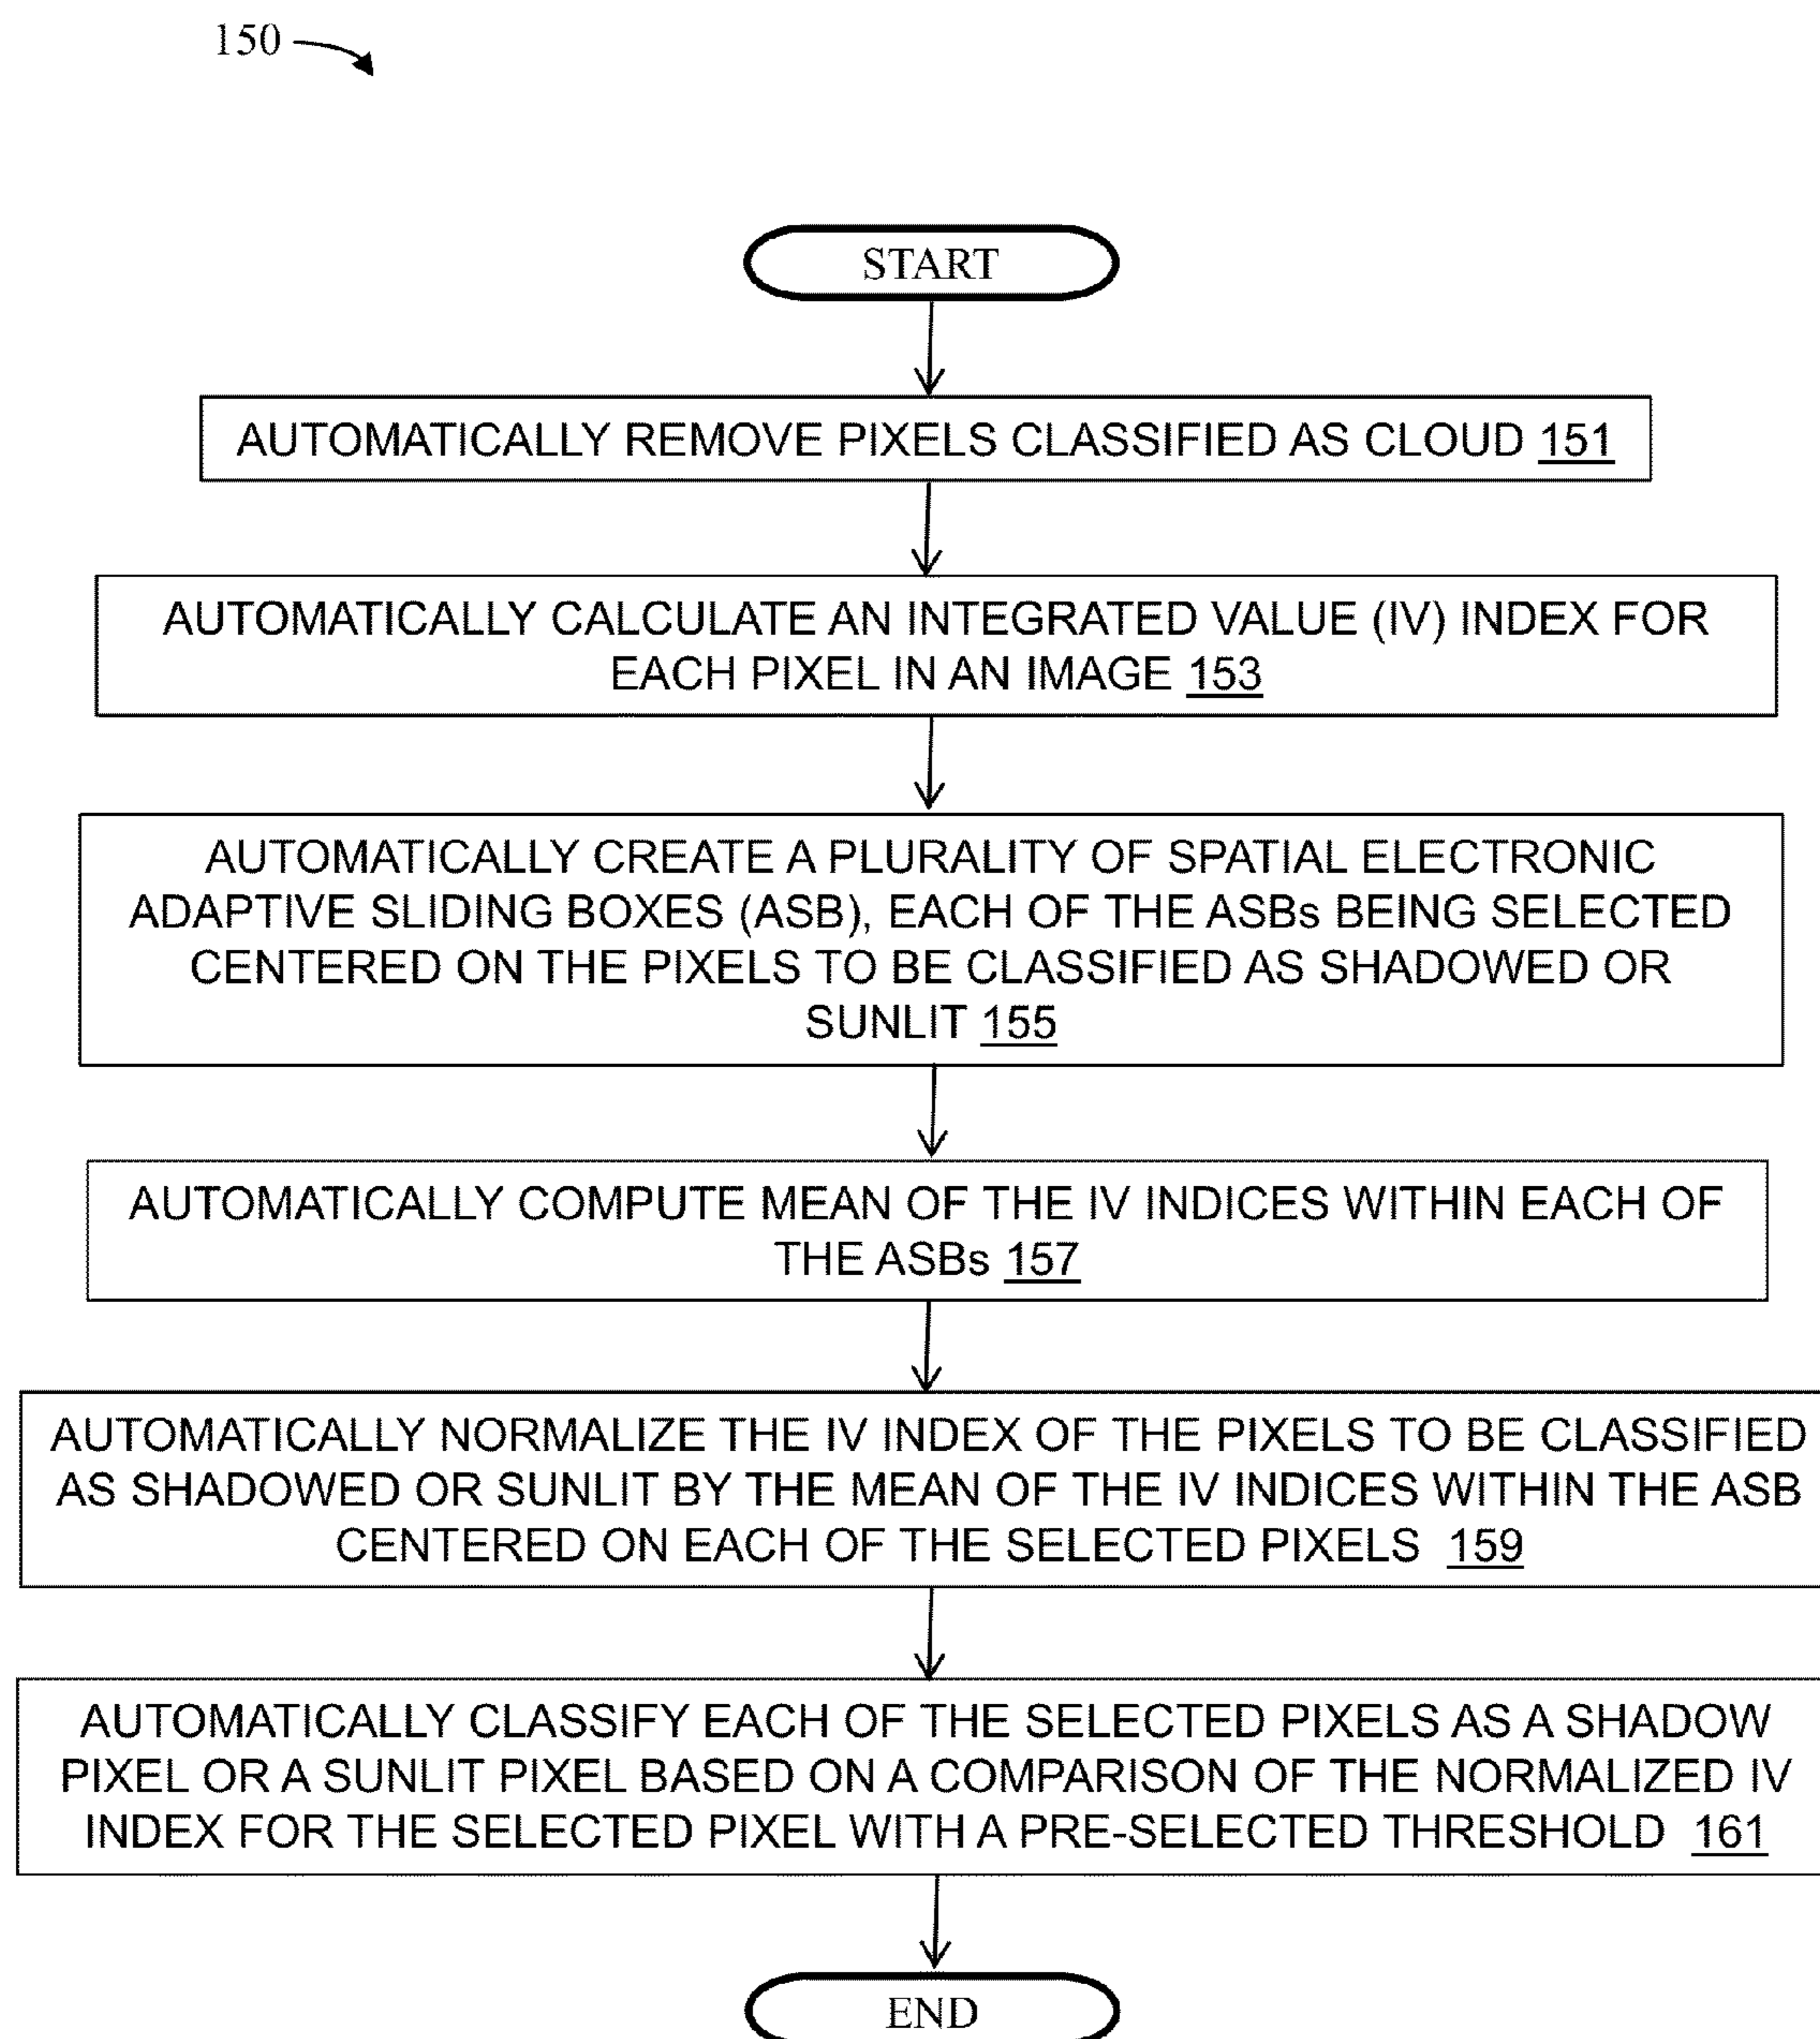 150
START
AUTOMATICALLY REMOVE PIXELS CLASSIFIED AS CLOUD 151
AUTOMATICALLY CALCULATE AN INTEGRATED VALUE (IV) INDEX FOR
EACH PIXEL IN AN IMAGE 153
AUTOMATICALLY CREATE A PLURALITY OF SPATIAL ELECTRONIC
ADAPTIVE SLIDING BOXES (ASB), EACH OF THE ASBs BEING SELECTED
CENTERED ON THE PIXELS TO BE CLASSIFIED AS SHADOWED OR
SUNLIT 155
AUTOMATICALLY COMPUTE MEAN OF THE IV INDICES WITHIN EACH OF
THE ASBs 157
AUTOMATICALLY NORMALIZE THE IV INDEX OF THE PIXELS TO BE CLASSIFIED
AS SHADOWED OR SUNLIT BY THE MEAN OF THE IV INDICES WITHIN THE ASB
CENTERED ON EACH OF THE SELECTED PIXELS 159
AUTOMATICALLY CLASSIFY EACH OF THE SELECTED PIXELS AS A SHADOW
PIXEL OR A SUNLIT PIXEL BASED ON A COMPARISON OF THE NORMALIZED IV
INDEX FOR THE SELECTED PIXEL WITH A PRE-SELECTED THRESHOLD 161
END